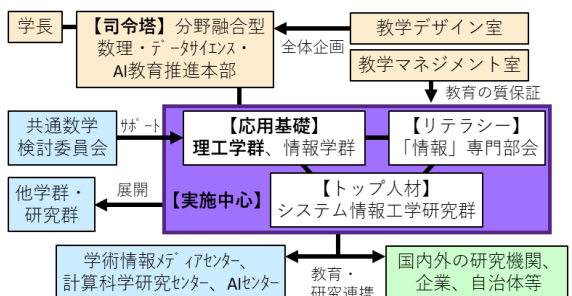 学長
【司令塔】分野融合型
数理・ﾃﾞｰﾀサイエンス・
AI教育推進本部
全体企画
教学デザイン室
教学マネジメント室
教育の質保証
共通数学
検討委員会
ｻﾎﾟｰﾄ
【応用基礎】
理工学群、情報学群
【リテラシー】
「情報」専門部会
他学群・
研究群
展開
【実施中心】
【トップ人材】
システム情報工学研究群
学術情報ﾒﾃﾞｨアセンター、
計算科学研究ｾﾝﾀｰ、AIｾﾝﾀｰ
教育・
研究連携
国内外の研究機関、
企業、自治体等